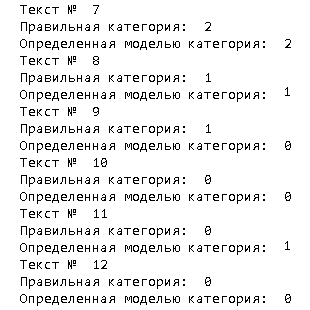 Текст № 7
Правильная категория: 2
Определенная моделью категория: 2
Текст № 8
Правильная категория: 1
Определенная моделью категория: 1
Текст № 9
Правильная категория: 1
Определенная моделью категория: 0
Текст № 10
Правильная категория: 0
Определенная моделью категория: 0
Текст № 11
Правильная категория: 0
Определенная моделью категория: 1
Текст № 12
Правильная категория: 0
Определенная моделью категория: 0